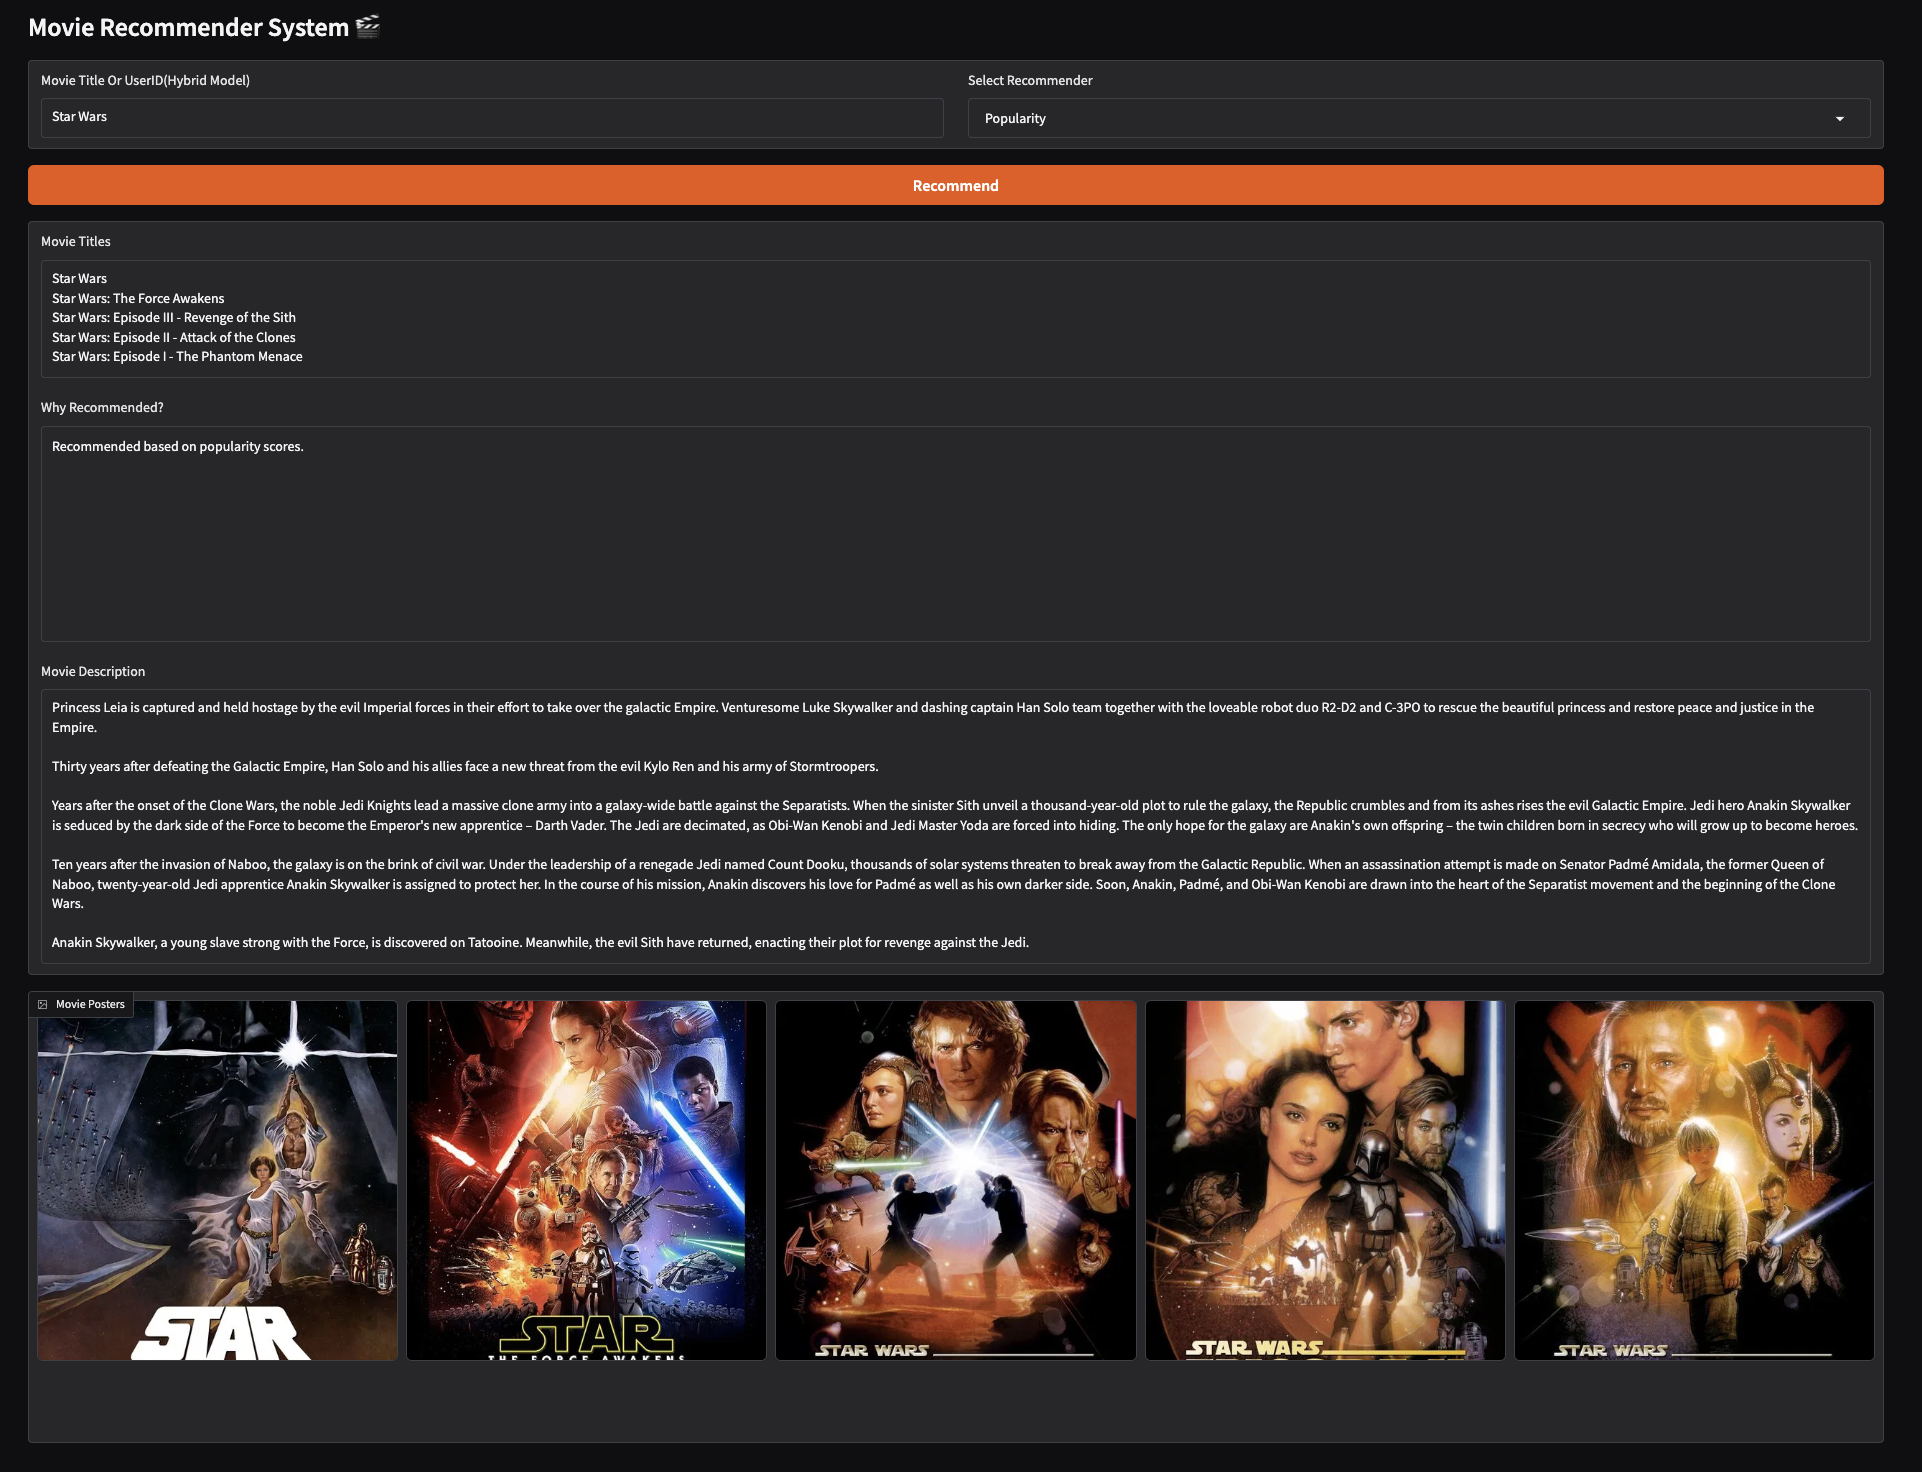 Movie Recommender System 🎬
Movie Title Or UserID(Hybrid Model)
Select Recommender
Star Wars
Popularity
Recommend
Movie Titles
Star Wars
Star Wars: The Force Awakens
Star Wars: Episode III - Revenge of the Sith
Star Wars: Episode II - Attack of the Clones
Star Wars: Episode I - The Phantom Menace
Why Recommended?
Recommended based on popularity scores.
Movie Description
Princess Leia is captured and held hostage by the evil Imperial forces in their effort to take over the galactic Empire. Venturesome Luke Skywalker and dashing captain Han Solo team together with the loveable robot duo R2-D2 and C-3PO to rescue the beautiful princess and restore peace and justice in the
Empire.
Thirty years after defeating the Galactic Empire, Han Solo and his allies face a new threat from the evil Kylo Ren and his army of Stormtroopers.
Years after the onset of the Clone Wars, the noble Jedi Knights lead a massive clone army into a galaxy-wide battle against the Separatists. When the sinister Sith unveil a thousand-year-old plot to rule the galaxy, the Republic crumbles and from its ashes rises the evil Galactic Empire. Jedi hero Anakin Skywalker
is seduced by the dark side of the Force to become the Emperor's new apprentice – Darth Vader. The Jedi are decimated, as Obi-Wan Kenobi and Jedi Master Yoda are forced into hiding. The only hope for the galaxy are Anakin's own offspring – the twin children born in secrecy who will grow up to become heroes.
Ten years after the invasion of Naboo, the galaxy is on the brink of civil war. Under the leadership of a renegade Jedi named Count Dooku, thousands of solar systems threaten to break away from the Galactic Republic. When an assassination attempt is made on Senator Padmé Amidala, the former Queen of
Naboo, twenty-year-old Jedi apprentice Anakin Skywalker is assigned to protect her. In the course of his mission, Anakin discovers his love for Padmé as well as his own darker side. Soon, Anakin, Padmé, and Obi-Wan Kenobi are drawn into the heart of the Separatist movement and the beginning of the Clone
Wars.
Anakin Skywalker, a young slave strong with the Force, is discovered on Tatooine. Meanwhile, the evil Sith have returned, enacting their plot for revenge against the Jedi.
Movie Posters
STAR
STAR
THE FORCE AWAKENS
STAR WARS
STAR WARS
STAR WARS